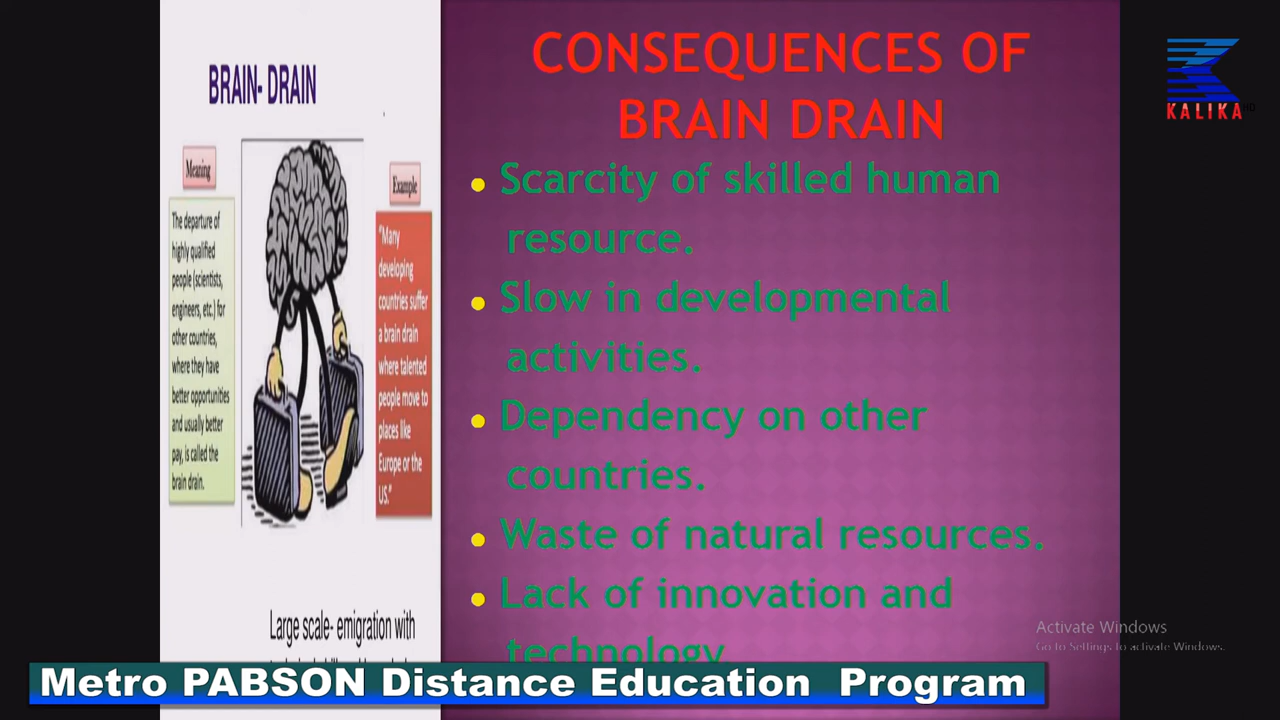 BRAIN- DRAIN
Meaning
The departure of
highly qualified
people (scientists,
engineers, etc.) for
other countries,
where they have
better opportunities
and usually better
pay, is called the
brain drain.
Example
"Many
developing
countries suffer
a brain drain
where talented
people move to
places like
Europe or the
US."
Large scale- emigration with
CONSEQUENCES OF
BRAIN DRAIN
Scarcity of skilled human
resource.
Slow in developmental
activities.
Dependency on other
countries.
Waste of natural resources.
Lack of innovation and
technology
KALIKA HD
Activate Windows
Go to Settings to activate Windows.
Metro PABSON Distance Education Program